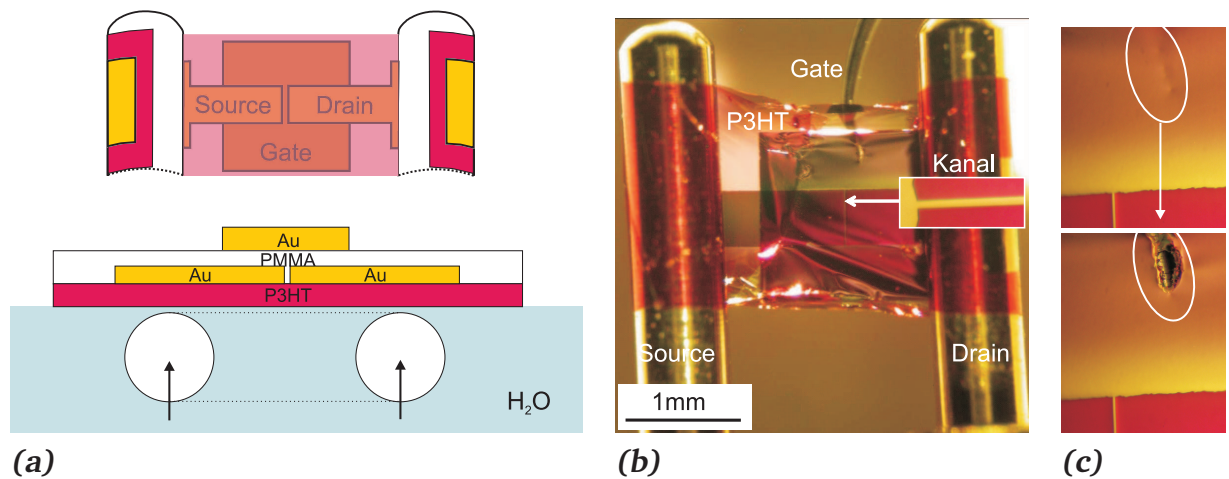 Source
Drain
Gate
Au
PMMA
Au
Au
P3HT
H₂O
(a)
Gate
P3HT
Kanal
Source
Drain
1mm
(b)
(c)